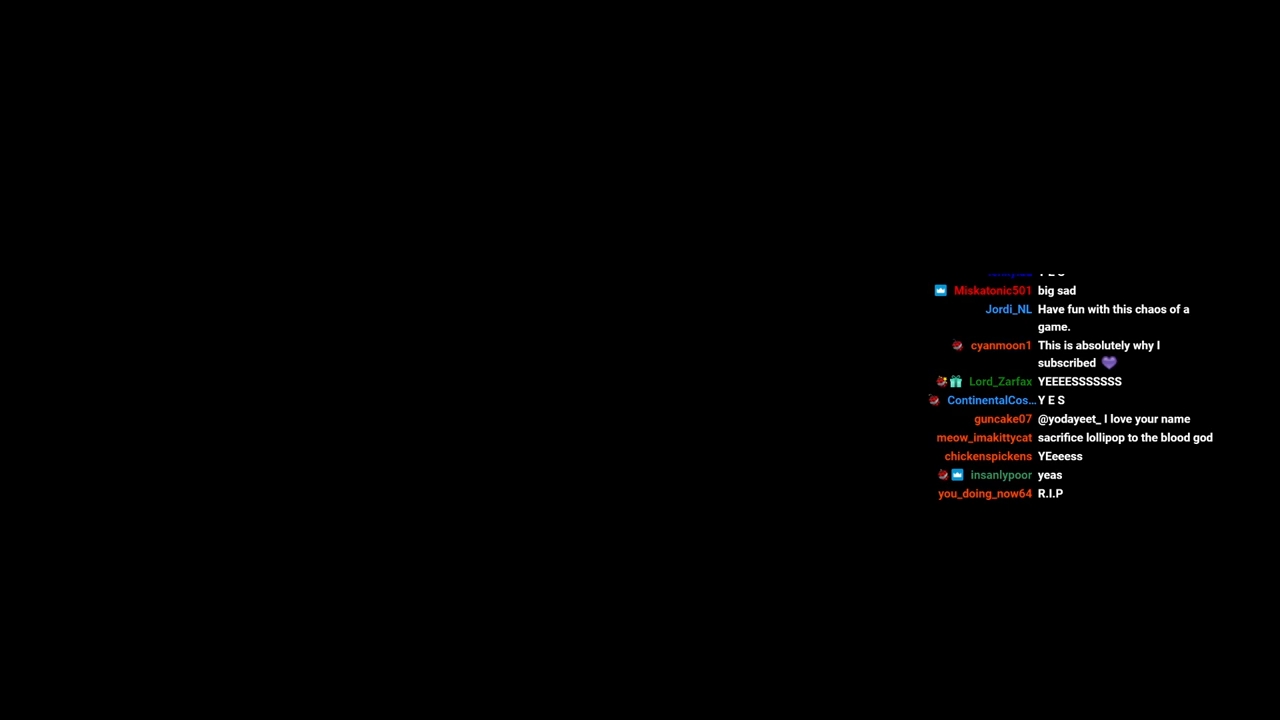 Miskatonic501 big sad
Jordi_NL Have fun with this chaos of a
game.
cyanmoon1 This is absolutely why I
subscribed
Lord_Zarfax YEEEESSSSSSS
ContinentalCos... Y E S
guncake07 @yodayeet_ I love your name
meow_imakittycat sacrifice lollipop to the blood god
chickenspickens YEeeess
insanlypoor yeas
you_doing_now64 R.I.P